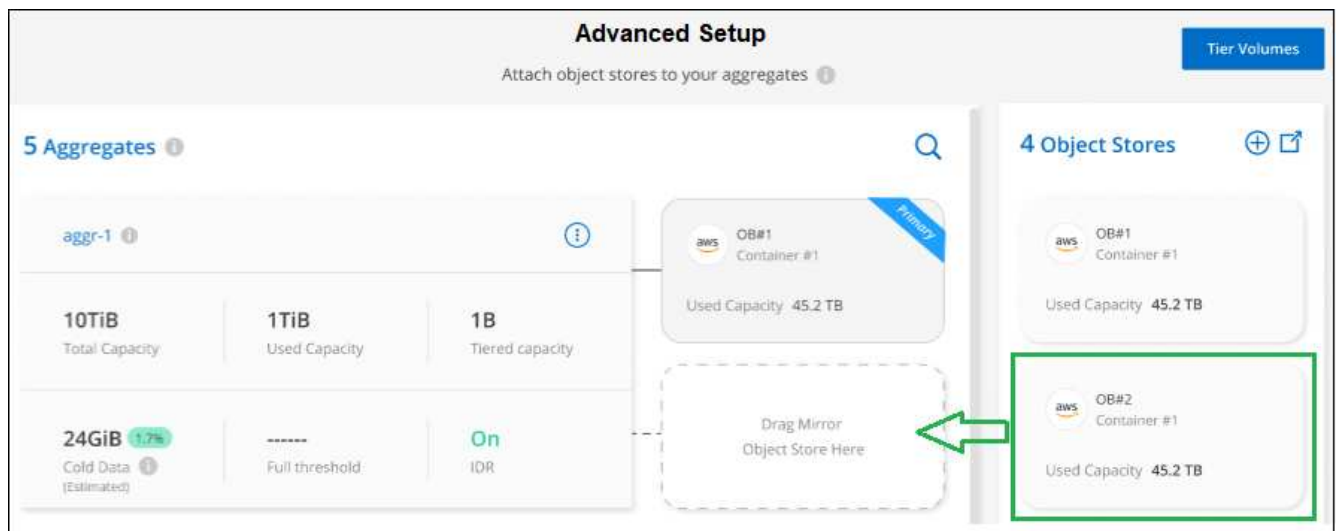 Advanced Setup
Attach object stores to your aggregates
Tier Volumes
5 Aggregates
aggr-1
10TiB
Total Capacity
1TiB
Used Capacity
1B
Tiered capacity
24GiB 1.7%
Cold Data
(Estimated)
------
Full threshold
On
IDR
Primary
aws
OB#1
Container #1
Used Capacity 45.2 TB
Drag Mirror
Object Store Here
4 Object Stores
aws
OB#1
Container #1
Used Capacity 45.2 TB
aws
OB#2
Container #1
Used Capacity 45.2 TB